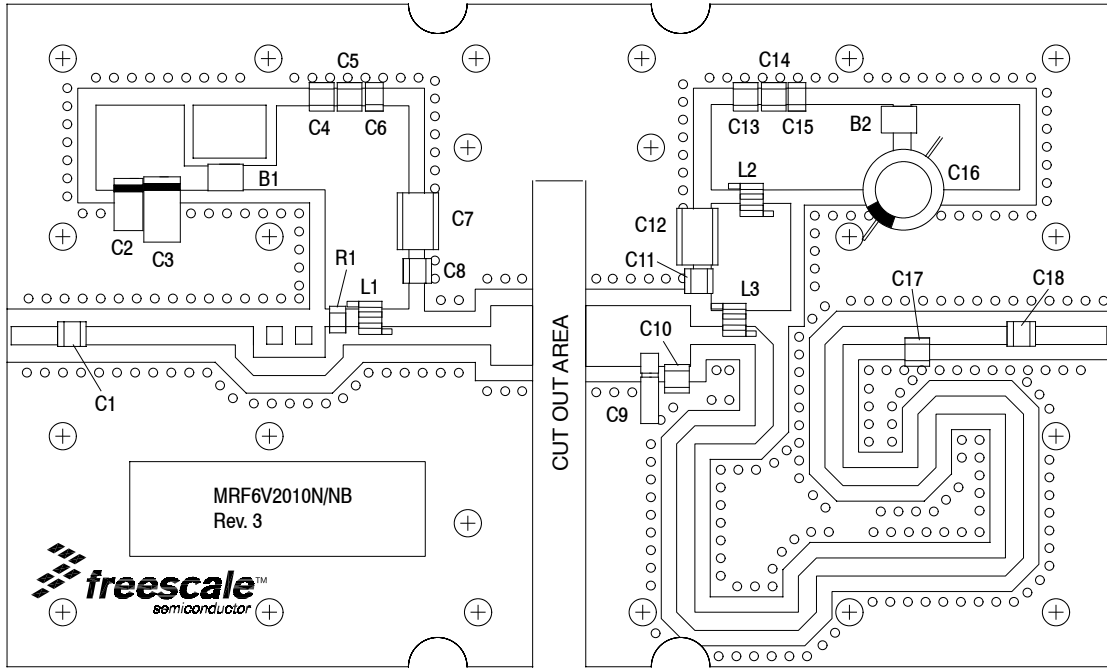 C5
C14
C4
C6
C13
C15
B2
B1
L2
C16
C2
C3
C7
C12
R1
L1
C8
C11
L3
C17
C18
C10
C1
C9
CUT OUT AREA
MRF6V2010N/NB
Rev. 3
freescale™
semiconductor